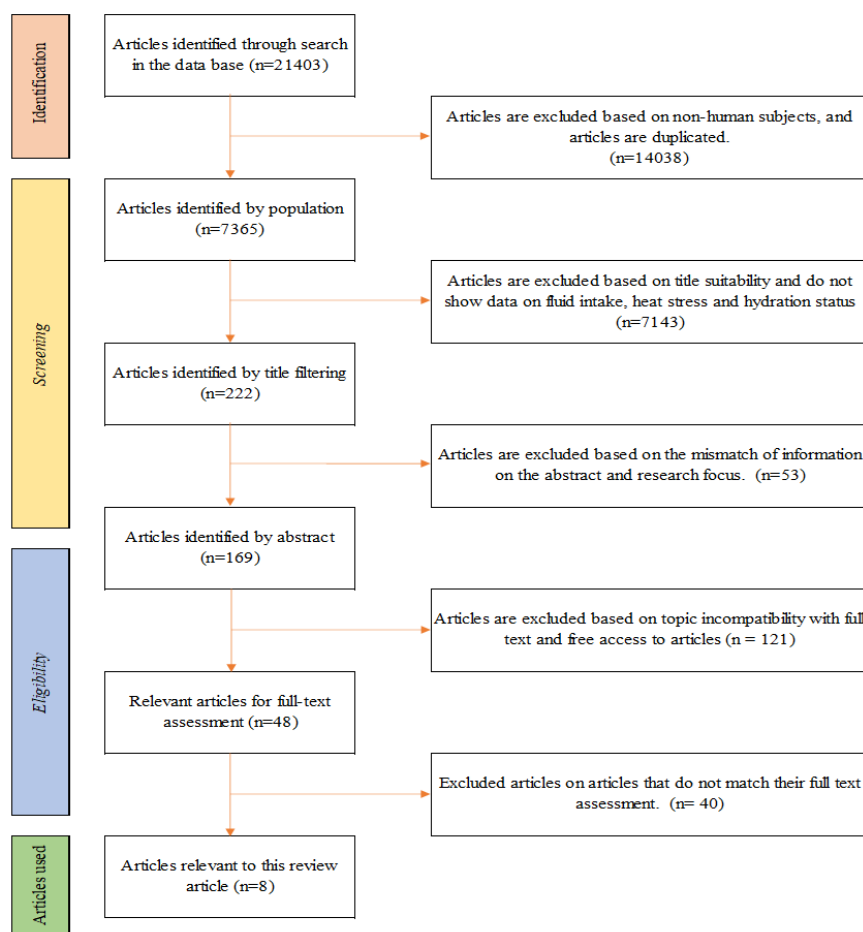 Identification
Articles identified through search
in the data base (n=21403)
Articles are excluded based on non-human subjects, and
articles are duplicated.
(n=14038)
Screening
Articles identified by population
(n=7365)
Articles are excluded based on title suitability and do not
show data on fluid intake, heat stress and hydration status
(n=7143)
Articles identified by title filtering
(n=222)
Articles are excluded based on the mismatch of information
on the abstract and research focus. (n=53)
Articles identified by abstract
(n=169)
Eligibility
Articles are excluded based on topic incompatibility with full
text and free access to articles (n = 121)
Relevant articles for full-text
assessment (n=48)
Excluded articles on articles that do not match their full text
assessment. (n= 40)
Articles used
Articles relevant to this review
article (n=8)